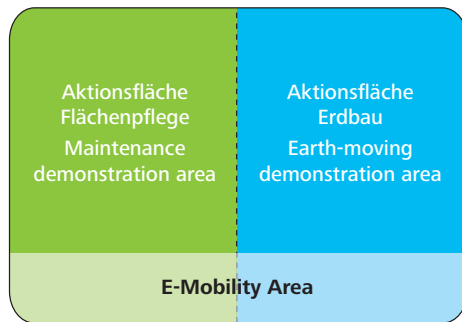 Aktionsfläche
Flächenpflege
Maintenance
demonstration area
Aktionsfläche
Erdbau
Earth-moving
demonstration area
E-Mobility Area